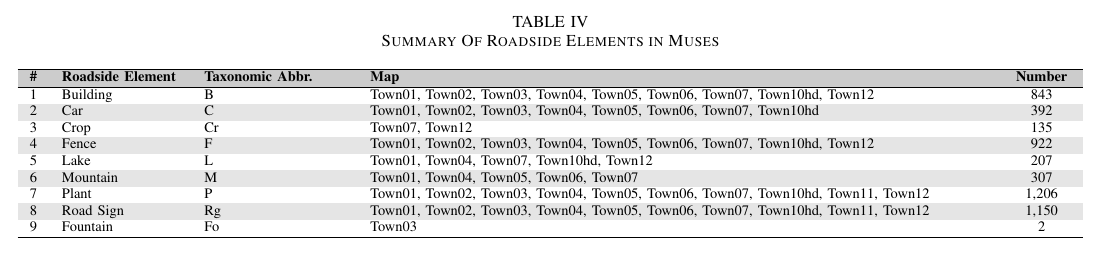 TABLE IV
SUMMARY OF ROADSIDE ELEMENTS IN MUSES
# Roadside Element Taxonomic Abbr. Map Number
1 Building B Town01, Town02, Town03, Town04, Town05, Town06, Town07, Town10hd, Town12 843
2 Car C Town01, Town02, Town03, Town04, Town05, Town06, Town07, Town10hd 392
3 Crop Cr Town07, Town12 135
4 Fence F Town01, Town02, Town03, Town04, Town05, Town06, Town07, Town10hd, Town12 922
5 Lake L Town01, Town04, Town07, Town10hd, Town12 207
6 Mountain M Town01, Town04, Town05, Town06, Town07 307
7 Plant P Town01, Town02, Town03, Town04, Town05, Town06, Town07, Town10hd, Town11, Town12 1,206
8 Road Sign Rg Town01, Town02, Town03, Town04, Town05, Town06, Town07, Town10hd, Town11, Town12 1,150
9 Fountain Fo Town03 2